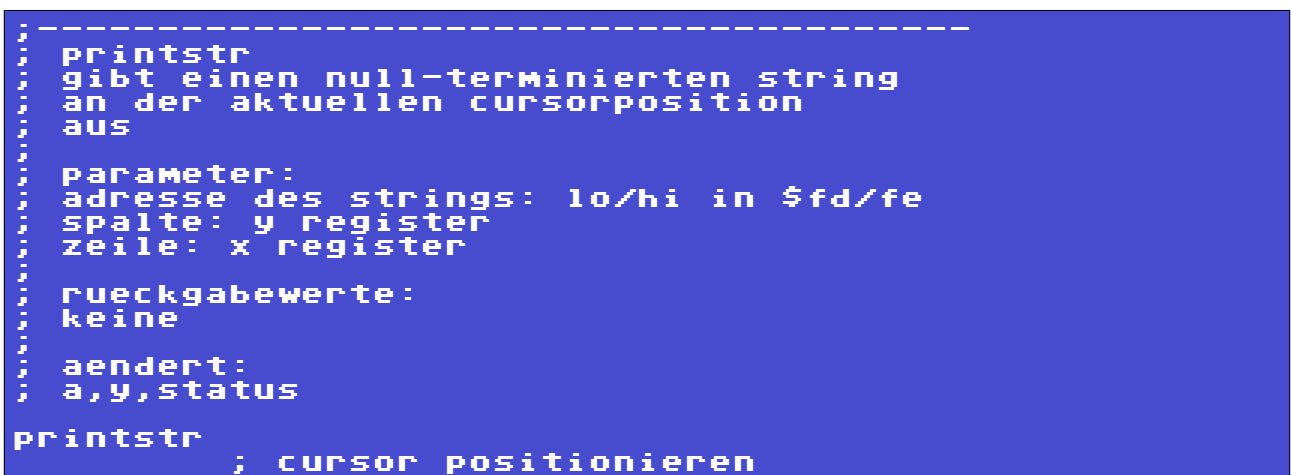 ;---------------------------------------
; printstr
; gibt einen null-terminierten string
; an der aktuellen cursorposition
; aus
;
; parameter:
; adresse des strings: lo/hi in $fd/fe
; spalte: y register
; zeile: x register
;
; rueckgabewerte:
; keine
;
; aendert:
; a,y,status
printstr
; cursor positionieren